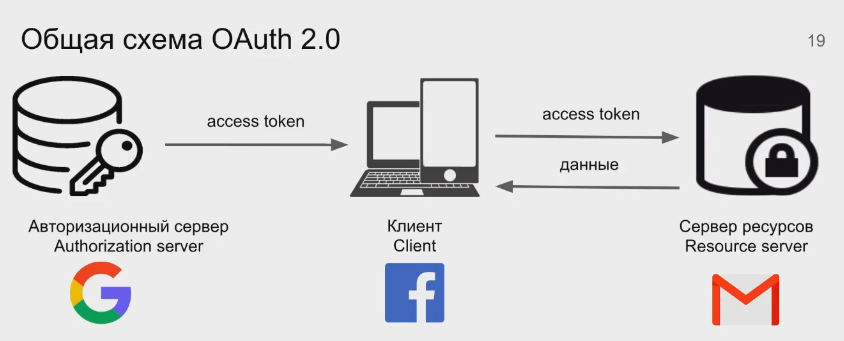 Общая схема OAuth 2.0
19
access token
access token
данные
Авторизационный сервер
Authorization server
Клиент
Client
Сервер ресурсов
Resource server